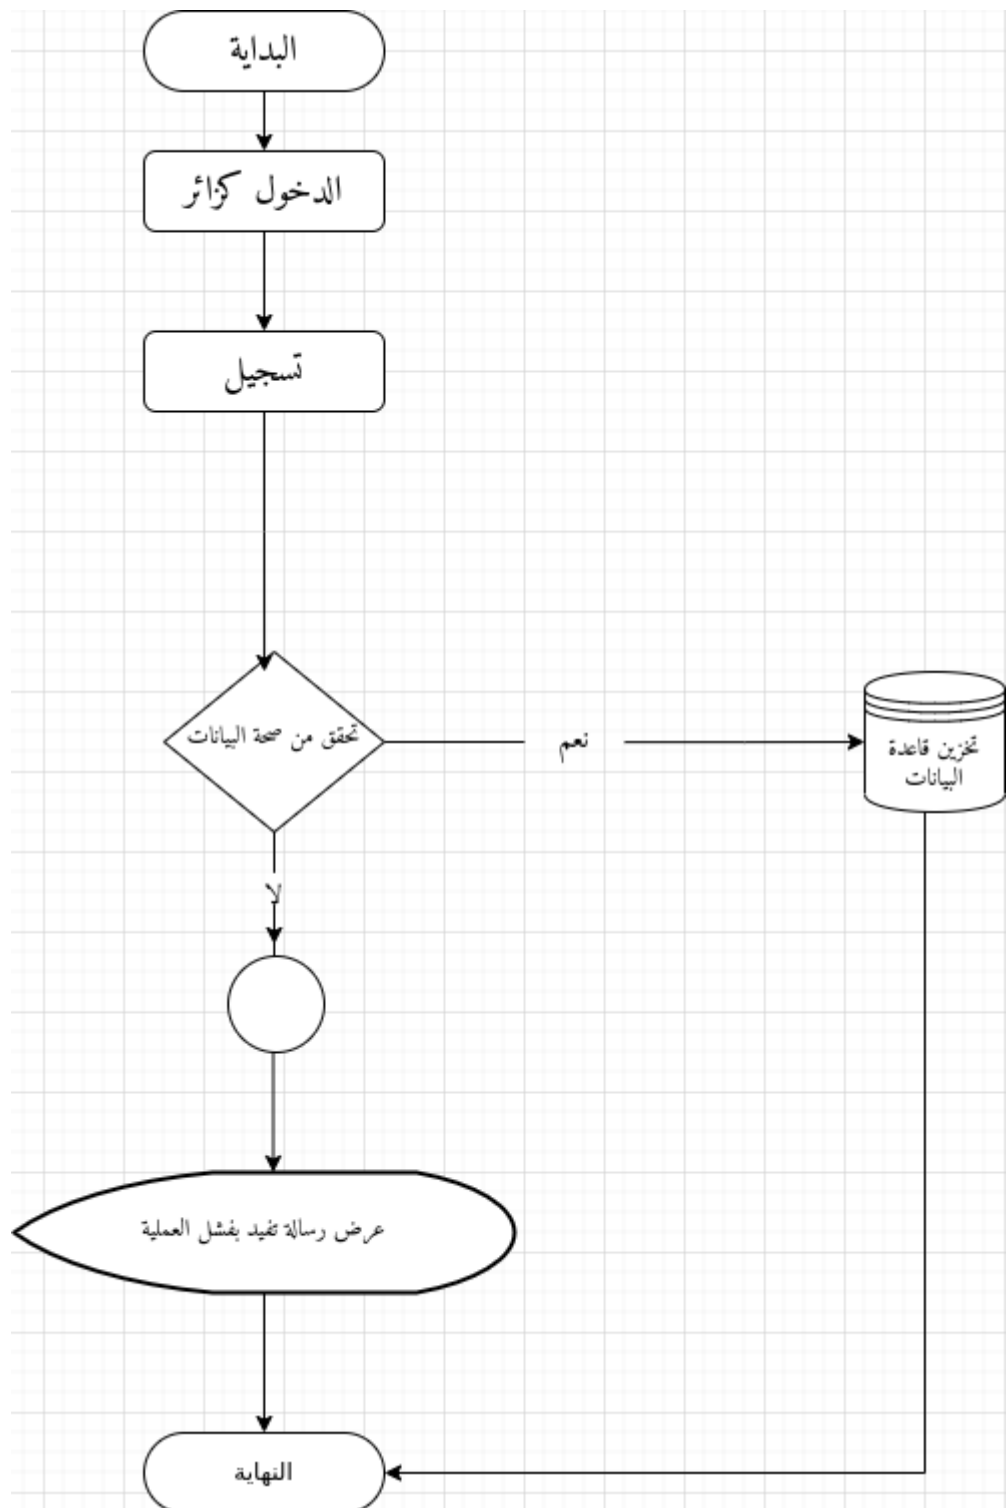 البداية
الدخول كزائر
تسجيل
تحقق من صحة البيانات
نعم
تخزين قاعدة
البيانات
لا
عرض رسالة تفيد بفشل العملية
النهاية